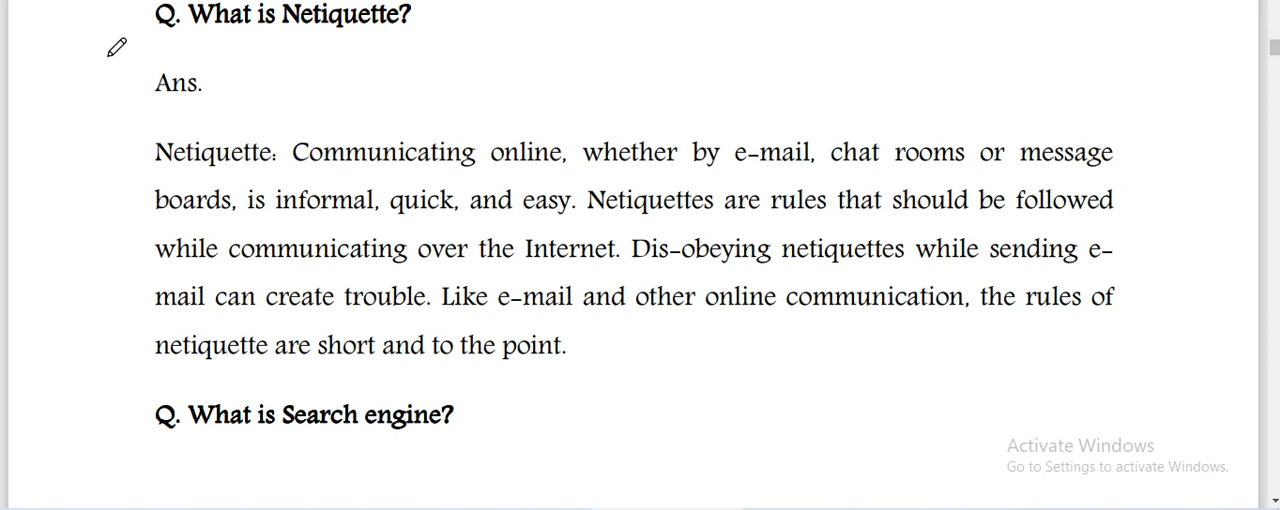 Q. What is Netiquette?
Ans.
Netiquette: Communicating online, whether by e-mail, chat rooms or message
boards, is informal, quick, and easy. Netiquettes are rules that should be followed
while communicating over the Internet. Dis-obeying netiquettes while sending e-
mail can create trouble. Like e-mail and other online communication, the rules of
netiquette are short and to the point.
Q. What is Search engine?
Activate Windows
Go to Settings to activate Windows.